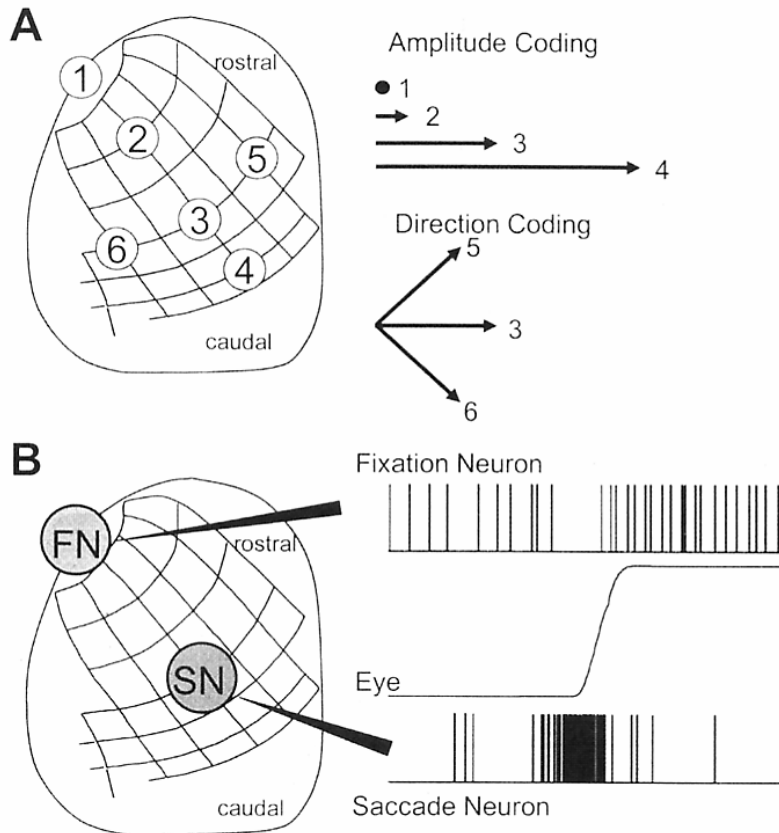 A
rostral
1
2
5
3
6
4
caudal
Amplitude Coding
1
2
3
4
Direction Coding
5
3
6
B
FN
rostral
SN
caudal
Fixation Neuron
Eye
Saccade Neuron